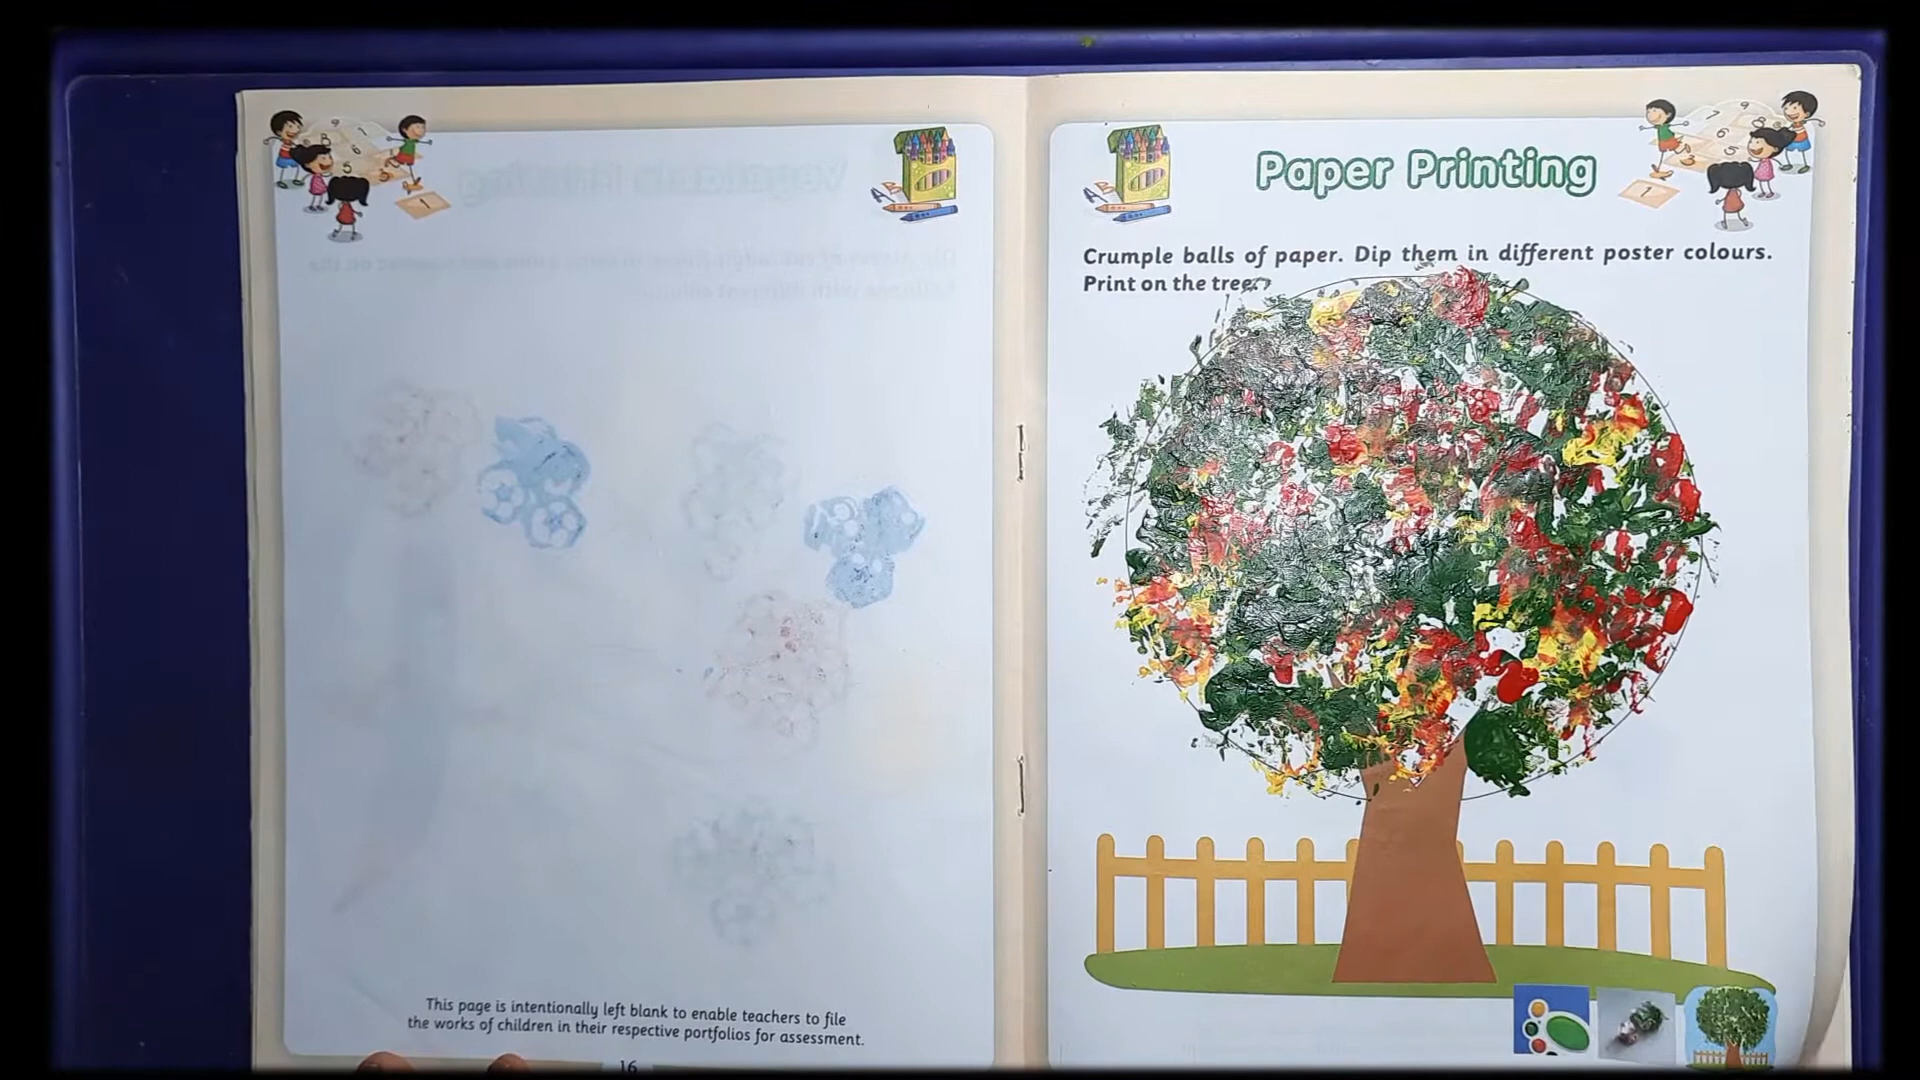 This page is intentionally left blank to enable teachers to file
the works of children in their respective portfolios for assessment.
16
Paper Printing
Crumple balls of paper. Dip them in different poster colours.
Print on the tree.